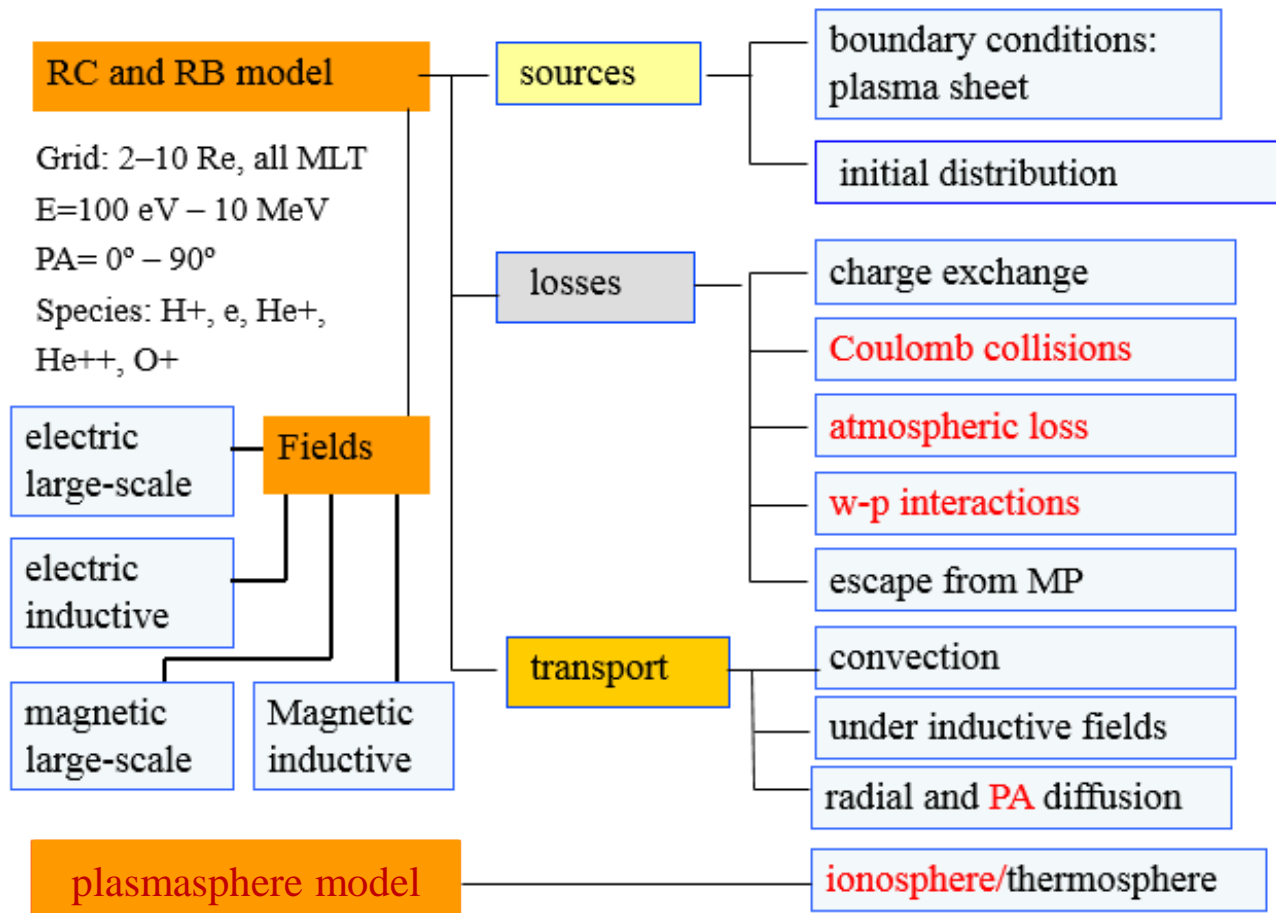 RC and RB model
Grid: 2–10 Re, all MLT
E=100 eV – 10 MeV
PA= 0º – 90º
Species: H+, e, He+,
He++, O+
Fields
electric
large-scale
electric
inductive
magnetic
large-scale
Magnetic
inductive
sources
boundary conditions:
plasma sheet
initial distribution
losses
charge exchange
Coulomb collisions
atmospheric loss
w-p interactions
escape from MP
transport
convection
under inductive fields
radial and PA diffusion
plasmasphere model
ionosphere/thermosphere